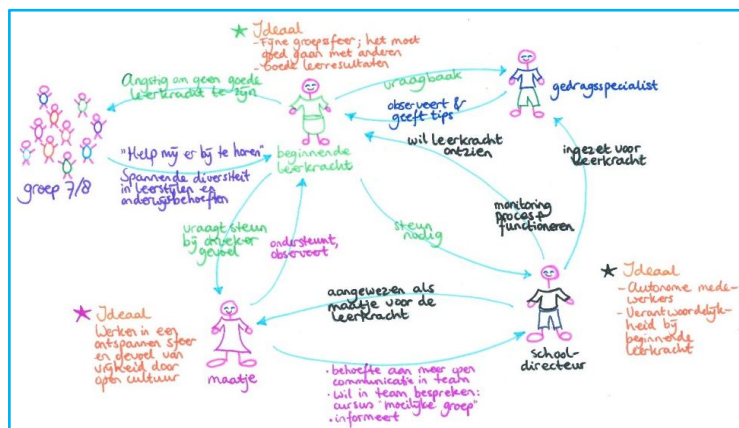 Ideaal
- Fijne groepssfeer; het moet
goed gaan met anderen
- Goede leerresultaten
Angstig om geen goede
leerkracht te zijn
vraagbaak
observeert &
geeft tips
gedragsspecialist
"Help mij er bij te horen"
Spannende diversiteit
in leerstijlen en
onderwijsbehoeften
groep 7/8
beginnende
leerkracht
wil leerkracht
ontzien
ingezet voor
leerkracht
monitoring
proces +
functioneren
vraagt steun
bij onzeker
gevoel
ondersteunt,
observeert
steun
nodig
Ideaal
Werken in een
ontspannen sfeer
en gevoel van
vrijheid door
open cultuur
maatje
aangewezen als
maatje voor de
leerkracht
school-
directeur
Ideaal
- Autonome mede-
werkers
- Verantwoordelijk-
heid bij
beginnende
leerkracht
· behoefte aan meer open
communicatie in team
· wil in team bespreken:
cursus "moeilijke groep"
· informeert